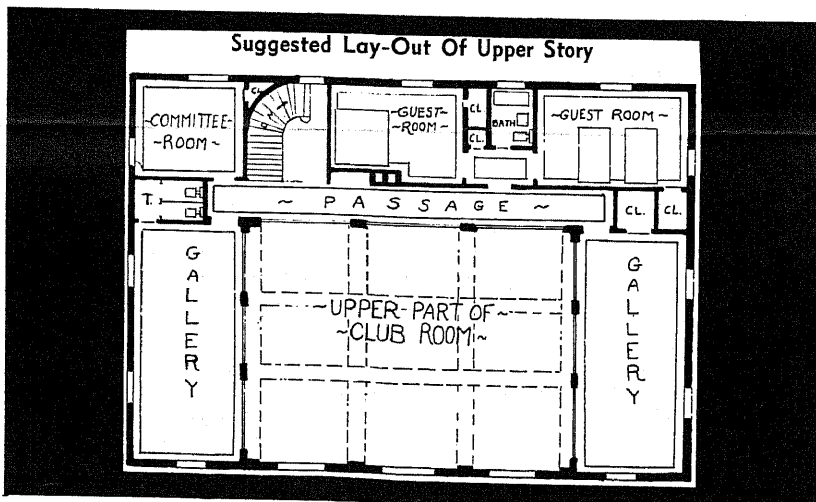 Suggested Lay-Out Of Upper Story
CL.
~COMMITTEE~
~ROOM~
~GUEST~
~ROOM~
CL.
CL.
BATH
~GUEST ROOM~
T.
~ PASSAGE ~
CL.
CL.
GALLERY
~UPPER-PART OF~
~CLUB ROOM~
GALLERY